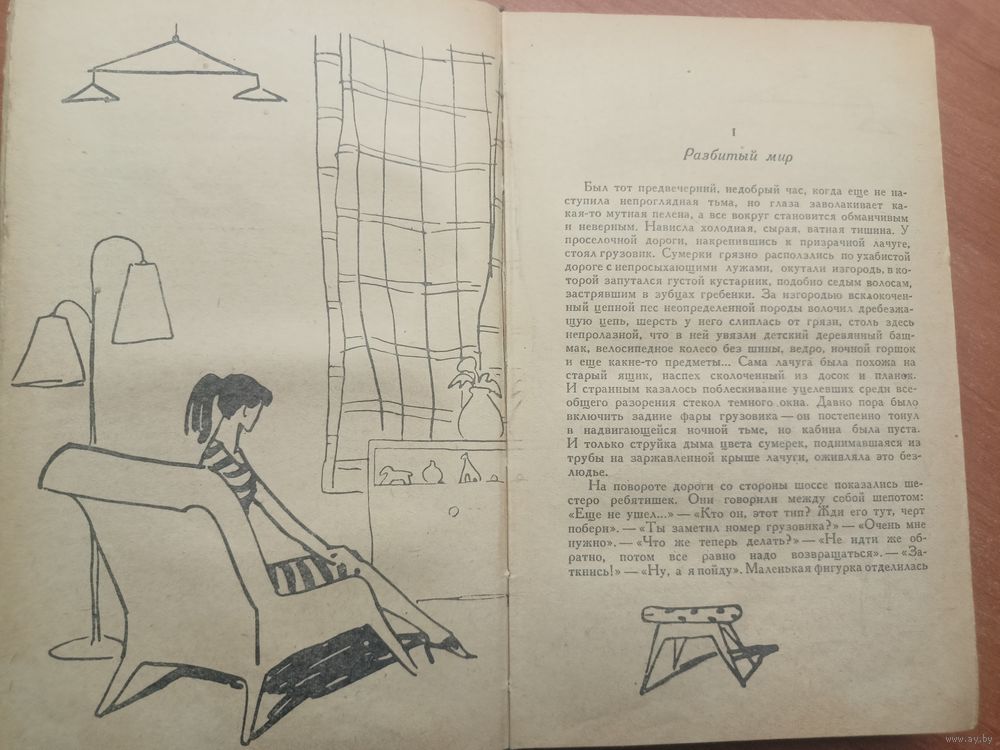 I
Разбитый мир
Был тот предвечерний, недобрый час, когда еще не на-
ступила непроглядная тьма, но глаза заволакивает ка-
кая-то мутная пелена, а все вокруг становится обманчивым
и неверным. Нависла холодная, сырая, ватная тишина. У
проселочной дороги, накренившись к призрачной лачуге,
стоял грузовик. Сумерки грязно расползлись по ухабистой
дороге с непросыхающими лужами, окутали изгородь, в ко-
торой запутался густой кустарник, подобно седым волосам,
застрявшим в зубцах гребенки. За изгородью всклокочен-
ный цепной пес неопределенной породы волочил дребезжа-
щую цепь, шерсть у него слиплась от грязи, столь здесь
непролазной, что в ней увязли детский деревянный баш-
мак, велосипедное колесо без шины, ведро, ночной горшок
и еще какие-то предметы... Сама лачуга была похожа на
старый ящик, наспех сколоченный из досок и планок.
И странным казалось поблескивание уцелевших среди все-
общего разорения стекол темного окна. Давно пора было
включить задние фары грузовика — он постепенно тонул
в надвигающейся ночной тьме, но кабина была пуста.
И только струйка дыма цвета сумерек, поднимавшаяся из
трубы на заржавленной крыше лачуги, оживляла это без-
людье.
На повороте дороги со стороны шоссе показались ше-
стеро ребятишек. Они говорили между собой шепотом:
«Еще не ушел...» — «Кто он, этот тип? Жди его тут, черт
побери». — «Ты заметил номер грузовика?» — «Очень мне
нужно». — «Что же теперь делать?» — «Не идти же об-
ратно, потом все равно надо возвращаться». — «За-
ткнись!» — «Ну, а я пойду». Маленькая фигурка отделилась
www.ay.by